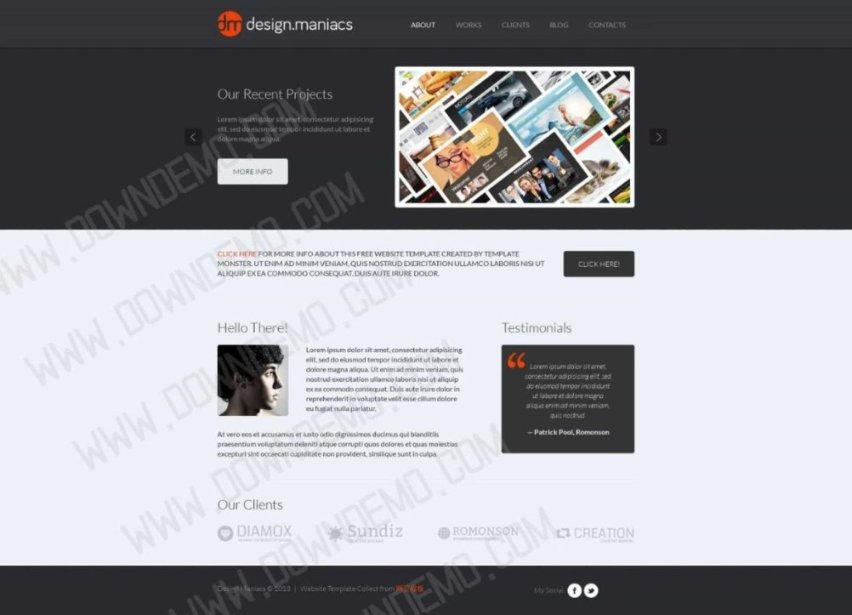 dm design.maniacs
ABOUT WORKS CLIENTS BLOG CONTACTS
Our Recent Projects
Lorem ipsum dolor sit amet, consectetur adipisicing
elit, sed do eiusmod tempor incididunt ut labore et
dolore magna aliqua.
MORE INFO
CLICK HERE FOR MORE INFO ABOUT THIS FREE WEBSITE TEMPLATE CREATED BY TEMPLATE
MONSTER. UT ENIM AD MINIM VENIAM, QUIS NOSTRUD EXERCITATION ULLAMCO LABORIS NISI UT
ALIQUIP EX EA COMMODO CONSEQUAT. DUIS AUTE IRURE DOLOR.
CLICK HERE!
Hello There!
Lorem ipsum dolor sit amet, consectetur adipisicing
elit, sed do eiusmod tempor incididunt ut labore et
dolore magna aliqua. Ut enim ad minim veniam, quis
nostrud exercitation ullamco laboris nisi ut aliquip
ex ea commodo consequat. Duis aute irure dolor in
reprehenderit in voluptate velit esse cillum dolore
eu fugiat nulla pariatur.
At vero eos et accusamus et iusto odio dignissimos ducimus qui blanditiis
praesentium voluptatum deleniti atque corrupti quos dolores et quas molestias
excepturi sint occaecati cupiditate non provident, similique sunt in culpa.
Testimonials
Lorem ipsum dolor sit amet,
consectetur adipisicing elit, sed
do eiusmod tempor incididunt
ut labore et dolore magna
aliqua enim ad minim veniam,
quis nostrud.
— Patrick Pool, Romonson
Our Clients
DIAMOX
Sundiz
ROMONSON
CREATION
Design Maniacs © 2013 | Website Template Collect from
My Social
WWW.DOWNDEMO.COM
WWW.DOWNDEMO.COM
WWW.DOWNDEMO.COM
WWW.DOWNDEMO.COM